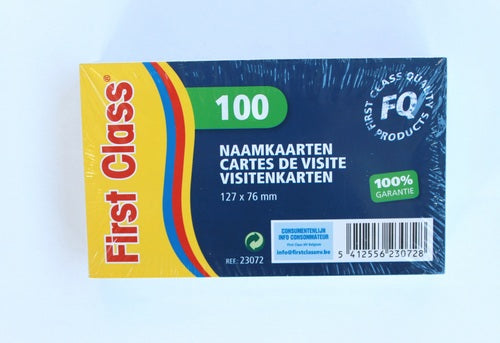 First Class®
100
NAAMKAARTEN
CARTES DE VISITE
VISITENKARTEN
127 x 76 mm
FIRST CLASS QUALITY PRODUCTS
FQ
100%
GARANTIE
REF: 23072
CONSUMENTENLIJN
INFO CONSOMMATEUR
First Class NV Belgium
info@firstclassnv.be
5 412556 230728